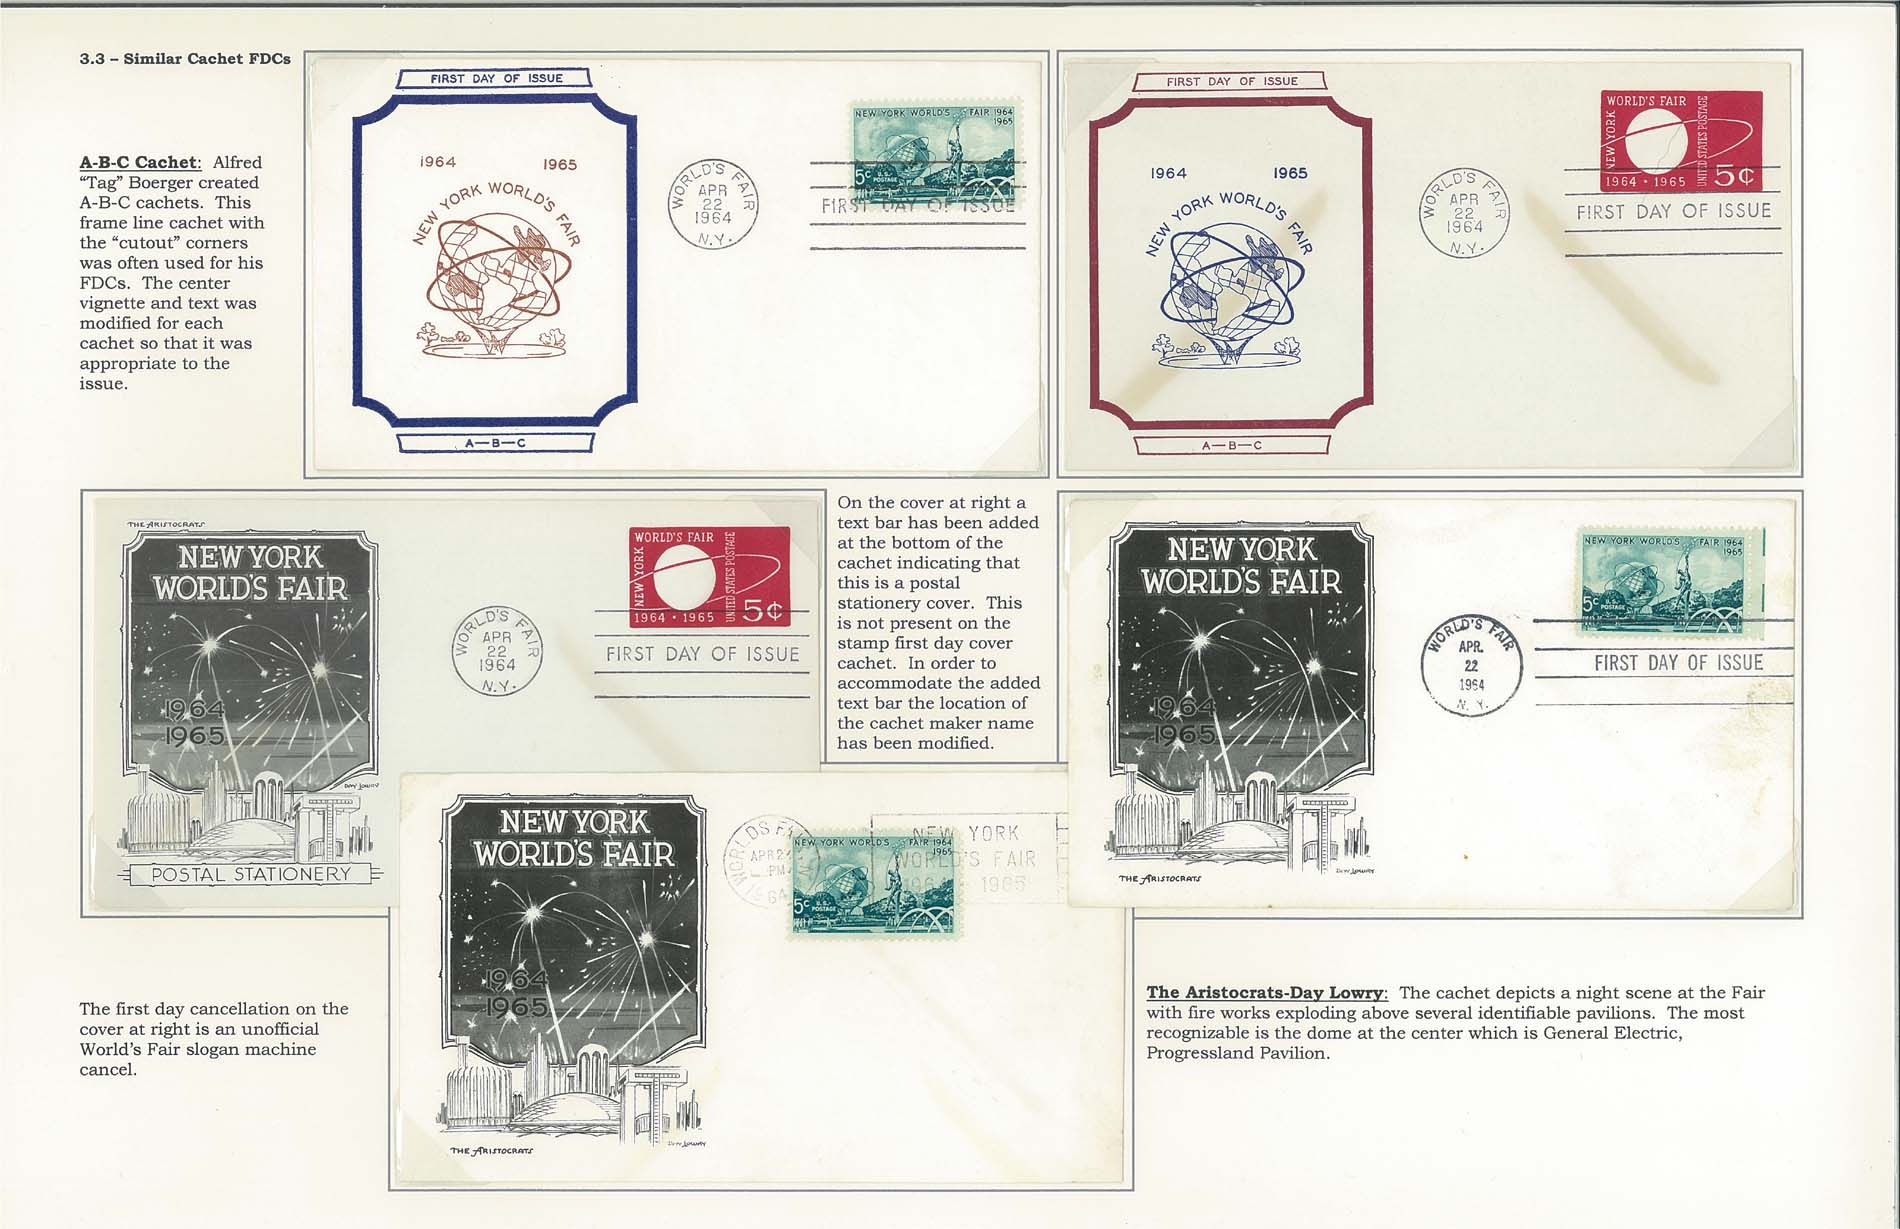 3.3 – Similar Cachet FDCs
A-B-C Cachet: Alfred
“Tag” Boerger created
A-B-C cachets. This
frame line cachet with
the “cutout” corners
was often used for his
FDCs. The center
vignette and text was
modified for each
cachet so that it was
appropriate to the
issue.
FIRST DAY OF ISSUE
1964 1965
NEW YORK WORLD'S FAIR
A—B—C
WORLD'S FAIR
APR
22
1964
N.Y.
NEW YORK WORLD'S FAIR 1964
1965
5c U.S.
POSTAGE
FIRST DAY OF ISSUE
FIRST DAY OF ISSUE
1964 1965
NEW YORK WORLD'S FAIR
A—B—C
WORLD'S FAIR
APR
22
1964
N.Y.
NEW YORK WORLD'S FAIR
UNITED STATES POSTAGE
1964 • 1965 5¢
FIRST DAY OF ISSUE
THE ARISTOCRATS
NEW YORK
WORLD'S FAIR
1964
1965
DAY LOWRY
POSTAL STATIONERY
WORLD'S FAIR
APR
22
1964
N.Y.
NEW YORK WORLD'S FAIR
UNITED STATES POSTAGE
1964 • 1965 5¢
FIRST DAY OF ISSUE
On the cover at right a
text bar has been added
at the bottom of the
cachet indicating that
this is a postal
stationery cover. This
is not present on the
stamp first day cover
cachet. In order to
accommodate the added
text bar the location of
the cachet maker name
has been modified.
NEW YORK
WORLD'S FAIR
1964
1965
THE ARISTOCRATS
DAY LOWRY
WORLD'S FAIR
APR.
22
1964
N. Y.
NEW YORK WORLD'S FAIR 1964
1965
5c U.S.
POSTAGE
FIRST DAY OF ISSUE
The first day cancellation on the
cover at right is an unofficial
World's Fair slogan machine
cancel.
NEW YORK
WORLD'S FAIR
1964
1965
THE ARISTOCRATS
DAY LOWRY
WORLDS
APR 2
PM
1964
NEW YORK WORLD'S FAIR 1964
1965
5c U.S.
POSTAGE
NEW YORK
WORLD'S FAIR
1965
The Aristocrats-Day Lowry: The cachet depicts a night scene at the Fair
with fire works exploding above several identifiable pavilions. The most
recognizable is the dome at the center which is General Electric,
Progressland Pavilion.